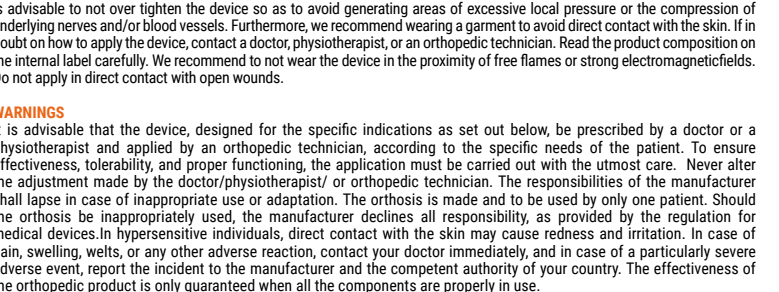 s advisable to not over tighten the device so as to avoid generating areas of excessive local pressure or the compression of
nderlying nerves and/or blood vessels. Furthermore, we recommend wearing a garment to avoid direct contact with the skin. If in
oubt on how to apply the device, contact a doctor, physiotherapist, or an orthopedic technician. Read the product composition on
he internal label carefully. We recommend to not wear the device in the proximity of free flames or strong electromagneticfields.
o not apply in direct contact with open wounds.
WARNINGS
t is advisable that the device, designed for the specific indications as set out below, be prescribed by a doctor or a
hysiotherapist and applied by an orthopedic technician, according to the specific needs of the patient. To ensure
ffectiveness, tolerability, and proper functioning, the application must be carried out with the utmost care. Never alter
he adjustment made by the doctor/physiotherapist/ or orthopedic technician. The responsibilities of the manufacturer
hall lapse in case of inappropriate use or adaptation. The orthosis is made and to be used by only one patient. Should
he orthosis be inappropriately used, the manufacturer declines all responsibility, as provided by the regulation for
medical devices.In hypersensitive individuals, direct contact with the skin may cause redness and irritation. In case of
ain, swelling, welts, or any other adverse reaction, contact your doctor immediately, and in case of a particularly severe
dverse event, report the incident to the manufacturer and the competent authority of your country. The effectiveness of
he orthopedic product is only guaranteed when all the components are properly in use.